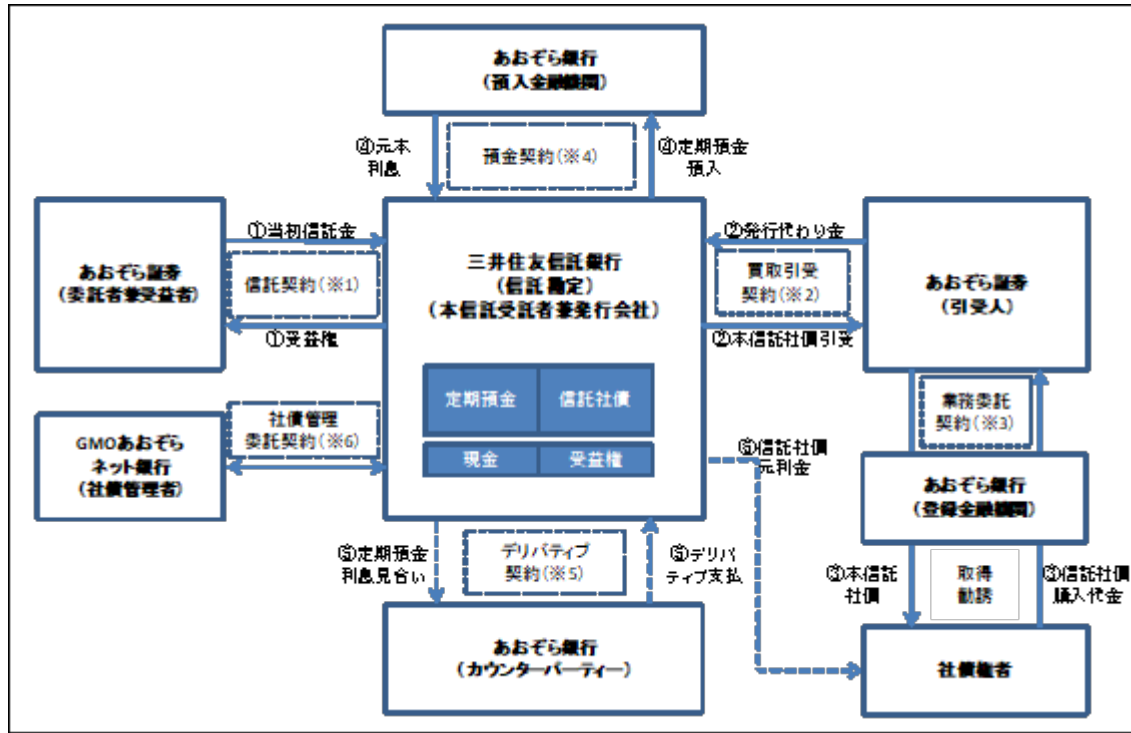 あおぞら銀行
(預入金融機関)
④元本
利息
預金契約(※4)
④定期預金
預入
あおぞら証券
(委託者兼受益者)
①当初信託金
信託契約(※1)
①受益権
三井住友信託銀行
(信託勘定)
(本信託受託者兼発行会社)
定期預金
信託社債
現金
受益権
②発行代わり金
買取引受
契約(※2)
②本信託社債引受
あおぞら証券
(引受人)
GMOあおぞら
ネット銀行
(社債管理者)
社債管理
委託契約(※6)
業務委託
契約(※3)
⑥信託社債
元利金
あおぞら銀行
(登録金融機関)
⑤定期預金
利息見合い
デリバティブ
契約(※5)
⑤デリバ
ティブ支払
③本信託
社債
取得
勧誘
③信託社債
購入代金
あおぞら銀行
(カウンターパーティー)
社債権者